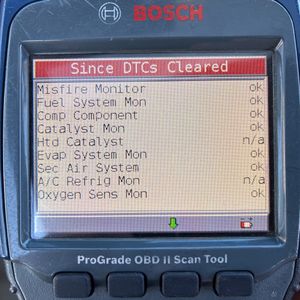 BOSCH
Since DTCs Cleared
Misfire Monitor ok
Fuel System Mon ok
Comp Component ok
Catalyst Mon ok
Htd Catalyst n/a
Evap System Mon ok
Sec Air System ok
A/C Refrig Mon n/a
Oxygen Sens Mon ok
ProGrade OBD II Scan Tool